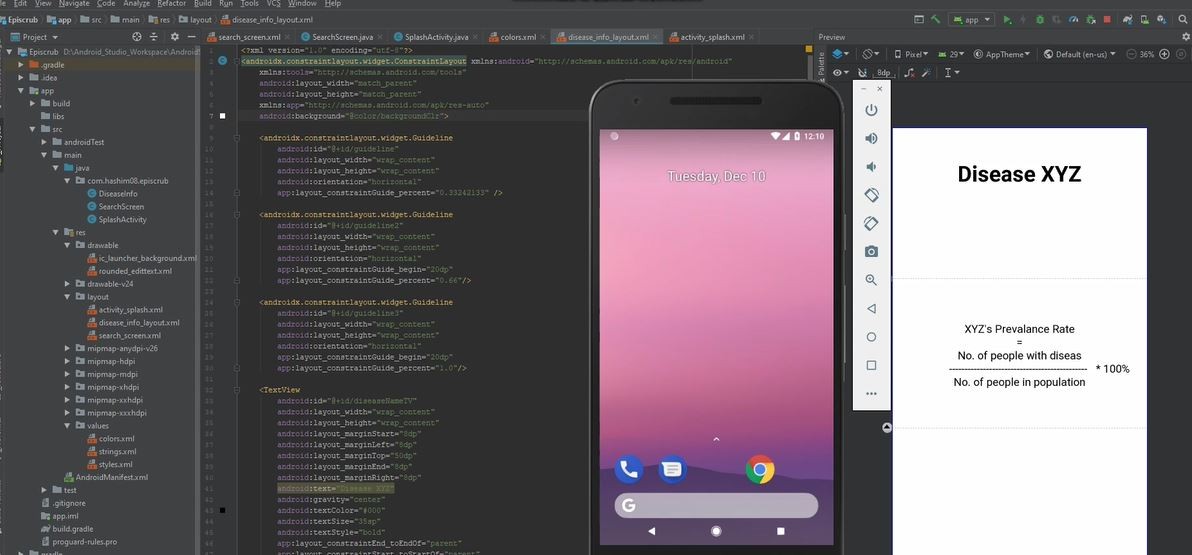 File Edit View Navigate Code Analyze Refactor Build Run Tools VCS Window Help
Episcrub app src main res layout disease_info_layout.xml
app
Project
search_screen.xml SearchScreen.java SplashActivity.java colors.xml disease_info_layout.xml activity_splash.xml
Preview
Pixel 29 AppTheme Default (en-us) 36%
8dp
Palette
Episcrub D:\Android_Studo_Workspace\Android
.gradle
.idea
app
build
libs
src
androidTest
main
java
com.hashim08.episcrub
DiseaseInfo
SearchScreen
SplashActivity
res
drawable
ic_launcher_background.xml
rounded_edittext.xml
drawable-v24
layout
activity_splash.xml
disease_info_layout.xml
search_screen.xml
mipmap-anydpi-v26
mipmap-hdpi
mipmap-mdpi
mipmap-xhdpi
mipmap-xxhdpi
mipmap-xxxhdpi
values
colors.xml
strings.xml
styles.xml
AndroidManifest.xml
test
.gitignore
app.iml
build.gradle
proguard-rules.pro
gradle
<?xml version="1.0" encoding="utf-8"?>
<androidx.constraintlayout.widget.ConstraintLayout xmlns:android="http://schemas.android.com/apk/res/android"
xmlns:tools="http://schemas.android.com/tools"
android:layout_width="match_parent"
android:layout_height="match_parent"
xmlns:app="http://schemas.android.com/apk/res-auto"
android:background="@color/backgroundClr">
<androidx.constraintlayout.widget.Guideline
android:id="@+id/guideline"
android:layout_width="wrap_content"
android:layout_height="wrap_content"
android:orientation="horizontal"
app:layout_constraintGuide_percent="0.33242133" />
<androidx.constraintlayout.widget.Guideline
android:id="@+id/guideline2"
android:layout_width="wrap_content"
android:layout_height="wrap_content"
android:orientation="horizontal"
app:layout_constraintGuide_begin="20dp"
app:layout_constraintGuide_percent="0.66"/>
<androidx.constraintlayout.widget.Guideline
android:id="@+id/guideline3"
android:layout_width="wrap_content"
android:layout_height="wrap_content"
android:orientation="horizontal"
app:layout_constraintGuide_begin="20dp"
app:layout_constraintGuide_percent="1.0"/>
<TextView
android:id="@+id/diseaseNameTV"
android:layout_width="wrap_content"
android:layout_height="wrap_content"
android:layout_marginStart="8dp"
android:layout_marginLeft="8dp"
android:layout_marginTop="50dp"
android:layout_marginEnd="8dp"
android:layout_marginRight="8dp"
android:text="Disease XYZ"
android:gravity="center"
android:textColor="#000"
android:textSize="35sp"
android:textStyle="bold"
app:layout_constraintEnd_toEndOf="parent"
app:layout_constraintStart_toStartOf="parent"
12:10
Tuesday, Dec 10
G
Disease XYZ
XYZ's Prevalance Rate
=
No. of people with diseas
---------------------------------------------- * 100%
No. of people in population